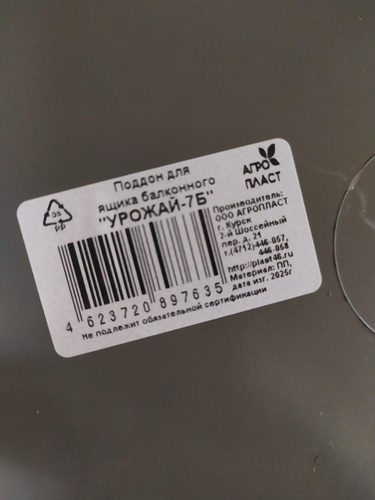 Поддон для
ящика балконного
"УРОЖАЙ-7Б"
АГРО
ПЛАСТ
05
PP
Производитель:
ООО АГРОПЛАСТ
г. Курск
2-й Шоссейный
пер. д. 21
т.(4712)446-057,
446-058
http://plast46.ru
Материал: ПП,
дата изг. 2025г
4 623720 897635
Не подлежит обязательной сертификации